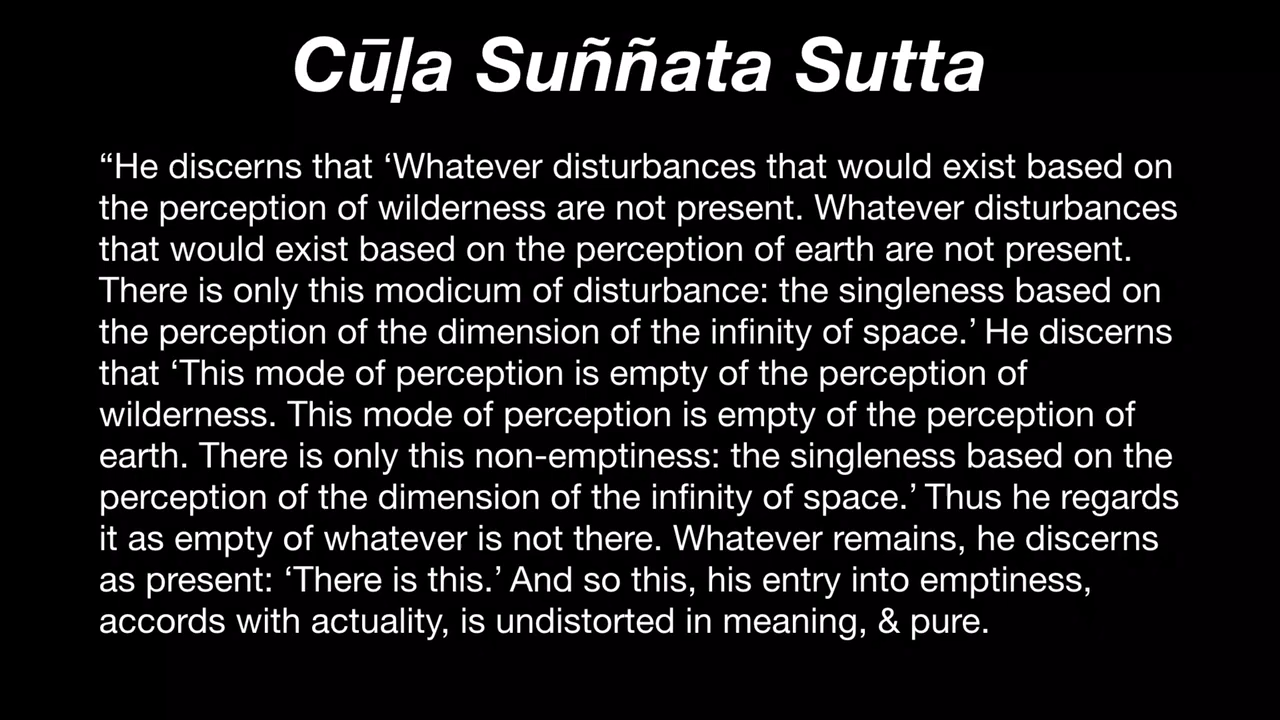 Cūḷa Suññata Sutta
“He discerns that ‘Whatever disturbances that would exist based on
the perception of wilderness are not present. Whatever disturbances
that would exist based on the perception of earth are not present.
There is only this modicum of disturbance: the singleness based on
the perception of the dimension of the infinity of space.’ He discerns
that ‘This mode of perception is empty of the perception of
wilderness. This mode of perception is empty of the perception of
earth. There is only this non-emptiness: the singleness based on the
perception of the dimension of the infinity of space.’ Thus he regards
it as empty of whatever is not there. Whatever remains, he discerns
as present: ‘There is this.’ And so this, his entry into emptiness,
accords with actuality, is undistorted in meaning, & pure.